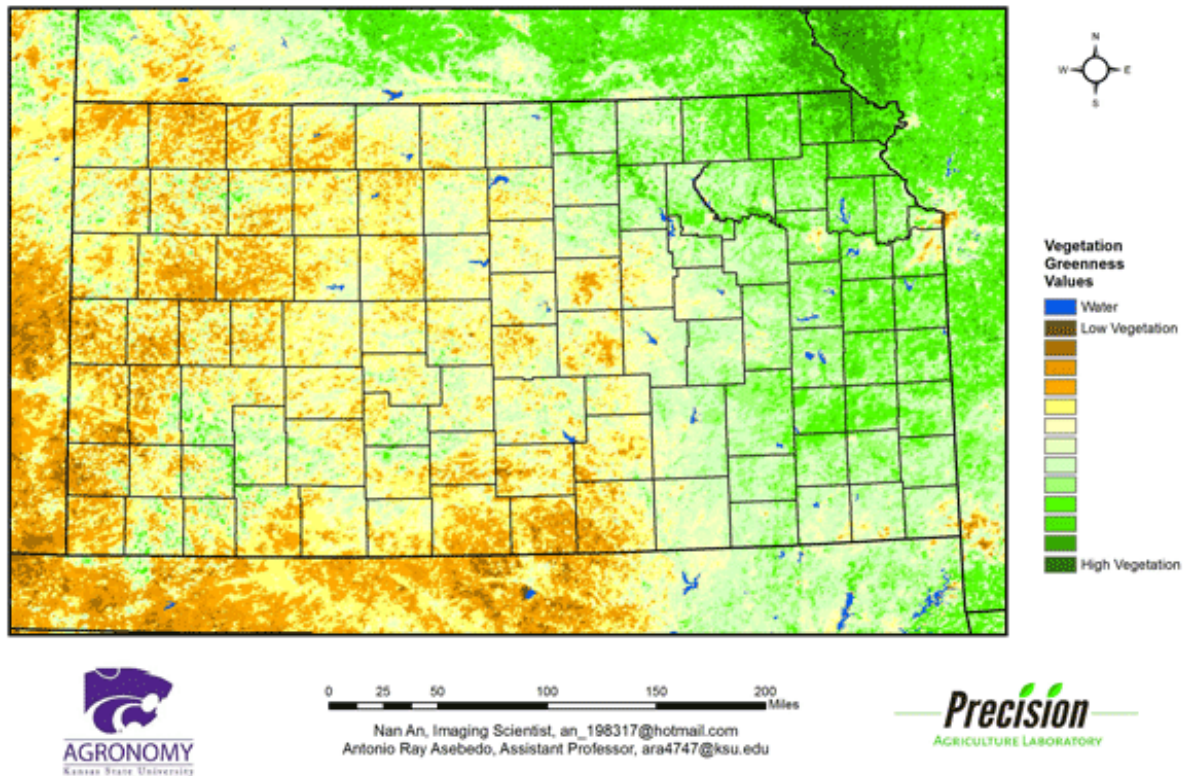 N
W E
S
Vegetation
Greenness
Values
Water
Low Vegetation
High Vegetation
0 25 50 100 150 200
Miles
Nan An, Imaging Scientist, an_198317@hotmail.com
Antonio Ray Asebedo, Assistant Professor, ara4747@ksu.edu
AGRONOMY
Kansas State University
Precision
AGRICULTURE LABORATORY